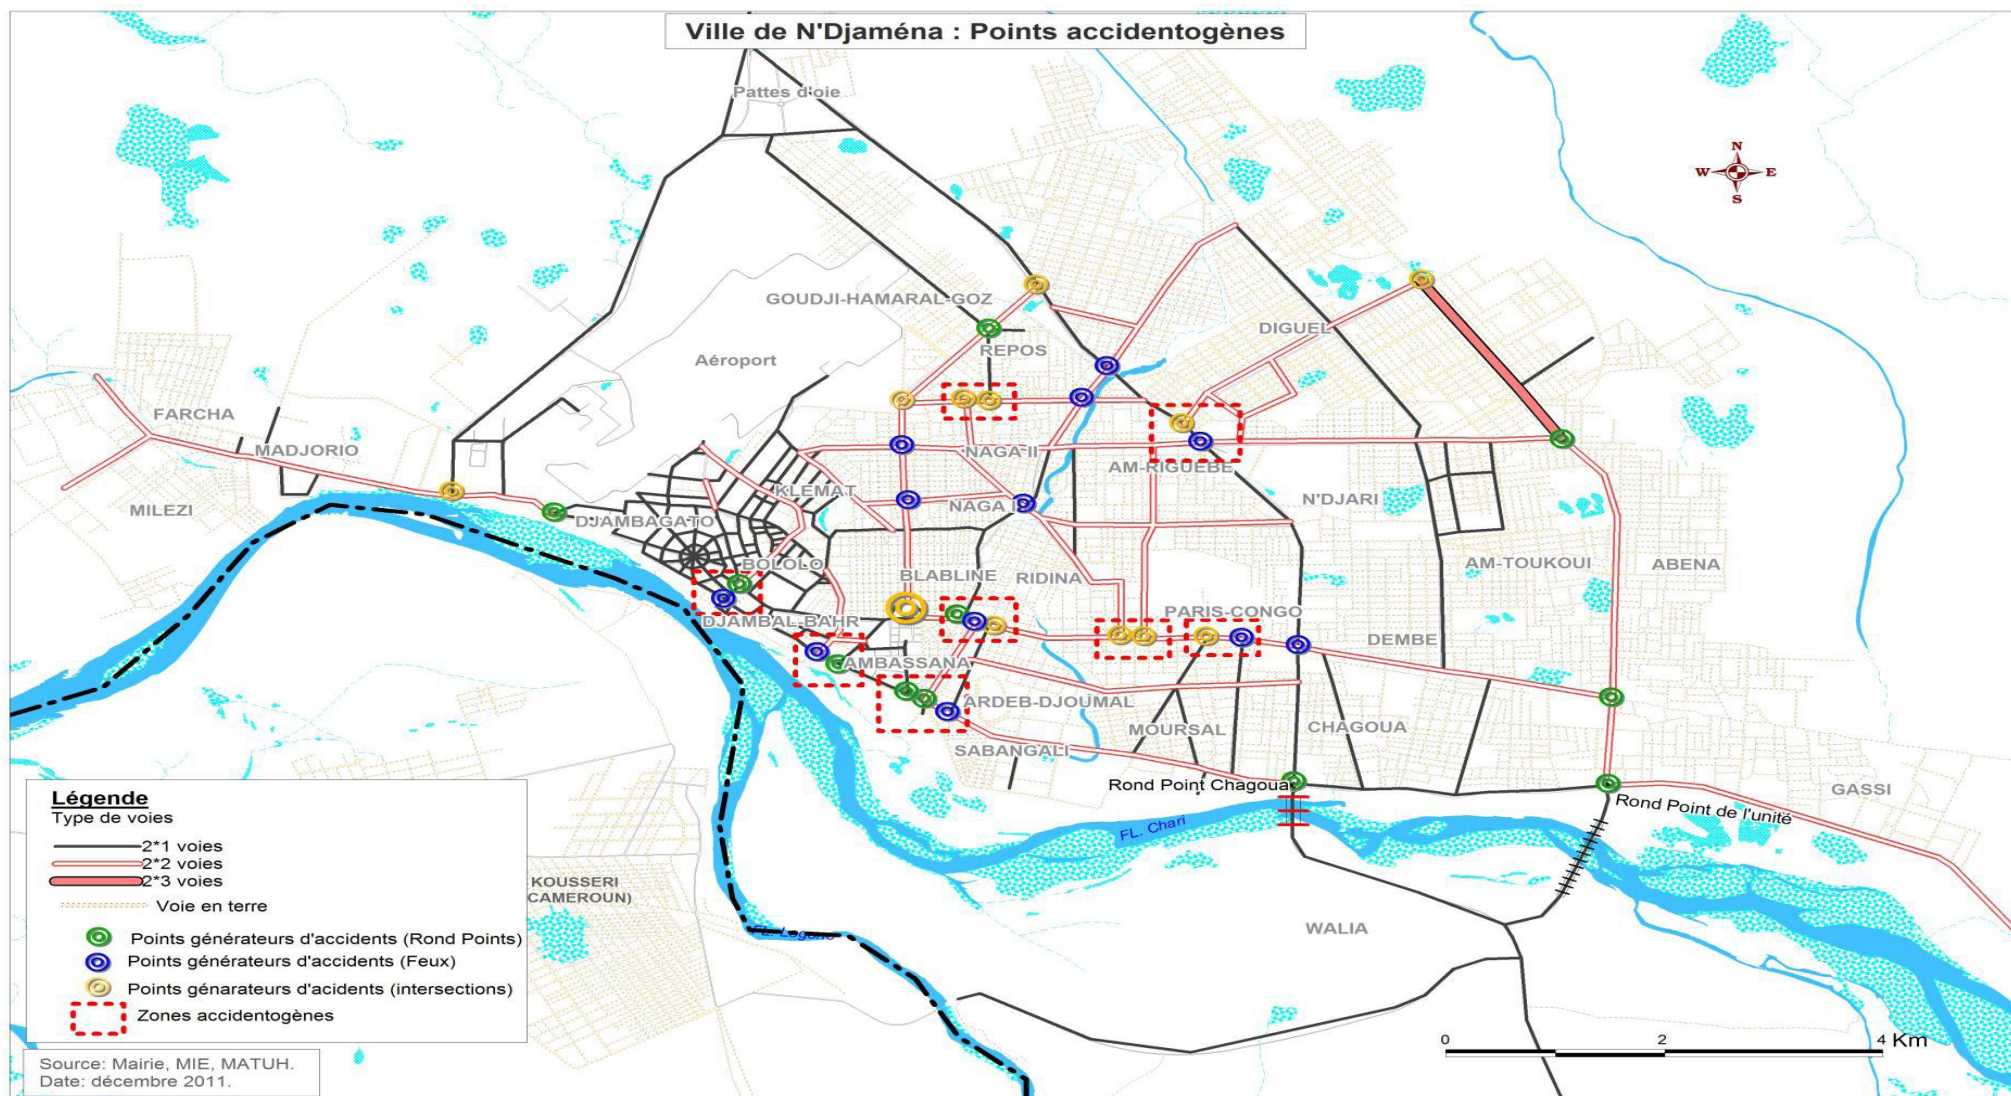 Ville de N'Djaména : Points accidentogènes
Pattes d'oie
N
W E
S
GOUDJI-HAMARAL-GOZ
DIGUEL
REPOS
Aéroport
FARCHA
MADJORIO
NAGA II
AM-RIGUEBE
KLEMAT
N'DJARI
MILEZI
NAGA
DJAMBAGATO
BOLOLO
BLABLINE
RIDINA
AM-TOUKOUI
ABENA
PARIS-CONGO
DJAMBAL-BAHR
DEMBE
AMBASSANA
ARDEB-DJOUMAL
MOURSAL
CHAGOUA
SABANGALI
Rond Point Chagoua
GASSI
Rond Point de l'unité
FL. Chari
KOUSSERI
(CAMEROUN)
WALIA
FL. Logone
Légende
Type de voies
2*1 voies
2*2 voies
2*3 voies
Voie en terre
Points générateurs d'accidents (Rond Points)
Points générateurs d'accidents (Feux)
Points génarateurs d'acidents (intersections)
Zones accidentogènes
0 2 4 Km
Source: Mairie, MIE, MATUH.
Date: décembre 2011.